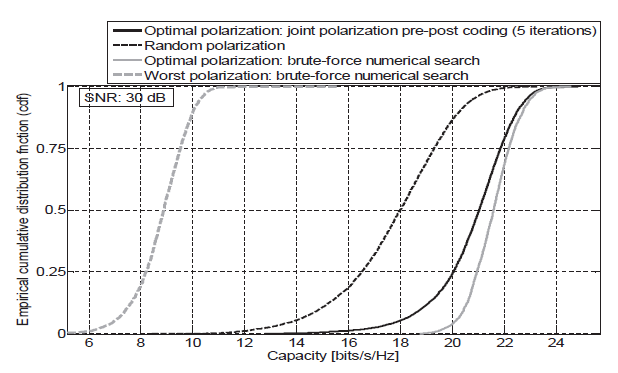 Optimal polarization: joint polarization pre-post coding (5 iterations)
Random polarization
Optimal polarization: brute-force numerical search
Worst polarization: brute-force numerical search
SNR: 30 dB
Empirical cumulative distribution fnction (cdf)
1
0.75
0.5
0.25
0
6 8 10 12 14 16 18 20 22 24
Capacity [bits/s/Hz]